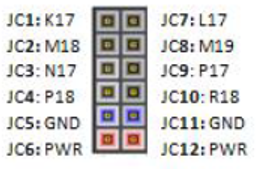 JC1: K17 JC7: L17
JC2: M18 JC8: M19
JC3: N17 JC9: P17
JC4: P18 JC10: R18
JC5: GND JC11: GND
JC6: PWR JC12: PWR